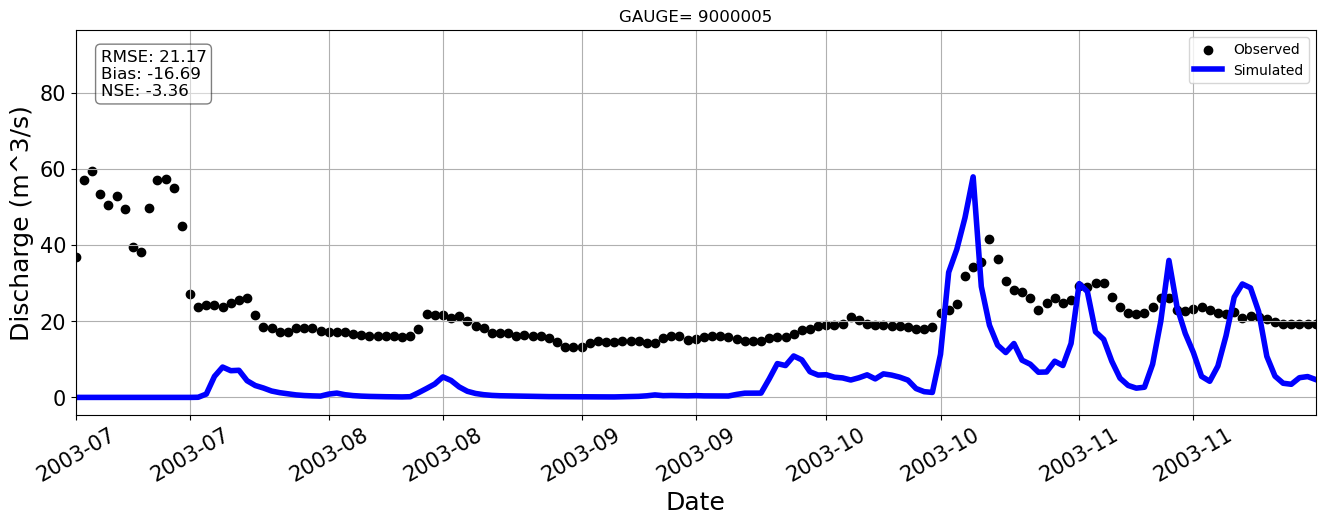 GAUGE= 9000005
RMSE: 21.17
Bias: -16.69
NSE: -3.36
Observed
Simulated
Discharge (m^3/s)
80
60
40
20
0
2003-07
2003-07
2003-08
2003-08
2003-09
2003-09
2003-10
2003-10
2003-11
2003-11
Date